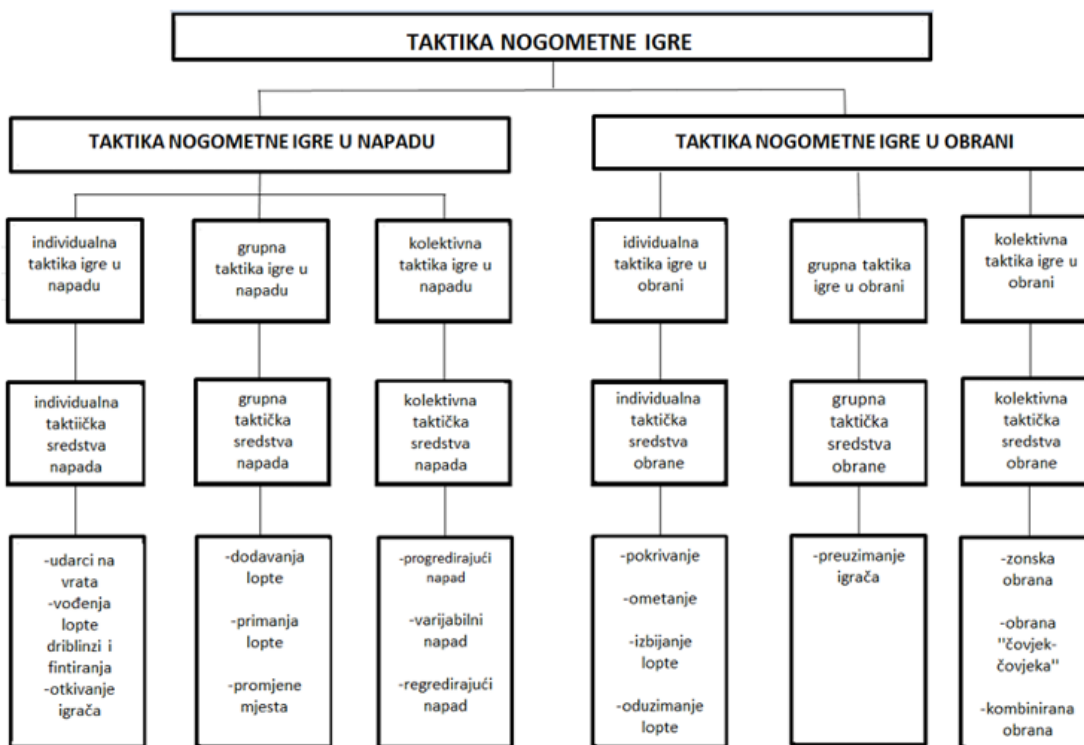 TAKTIKA NOGOMETNE IGRE
TAKTIKA NOGOMETNE IGRE U NAPADU
TAKTIKA NOGOMETNE IGRE U OBRANI
individualna
taktika igre u
napadu
grupna
taktika igre u
napadu
kolektivna
taktika igre u
napadu
idividualna
taktika igre u
obrani
grupna taktika
igre u obrani
kolektivna
taktika igre u
obrani
individualna
taktiička
sredstva
napada
grupna
taktička
sredstva
napada
kolektivna
taktička
sredstva
napada
individualna
taktička
sredstva
obrane
grupna
taktička
sredstva
obrane
kolektivna
taktička
sredstva
obrane
-udarci na
vrata
-vođenja
lopte
driblinzi i
fintiranja
-otkivanje
igrača
-dodavanja
lopte
-primanja
lopte
-promjene
mjesta
-progredirajući
napad
-varijabilni
napad
-regredirajući
napad
-pokrivanje
-ometanje
-izbijanje
lopte
-oduzimanje
lopte
-preuzimanje
igrača
-zonska
obrana
-obrana
"čovjek-
čovjeka"
-kombinirana
obrana